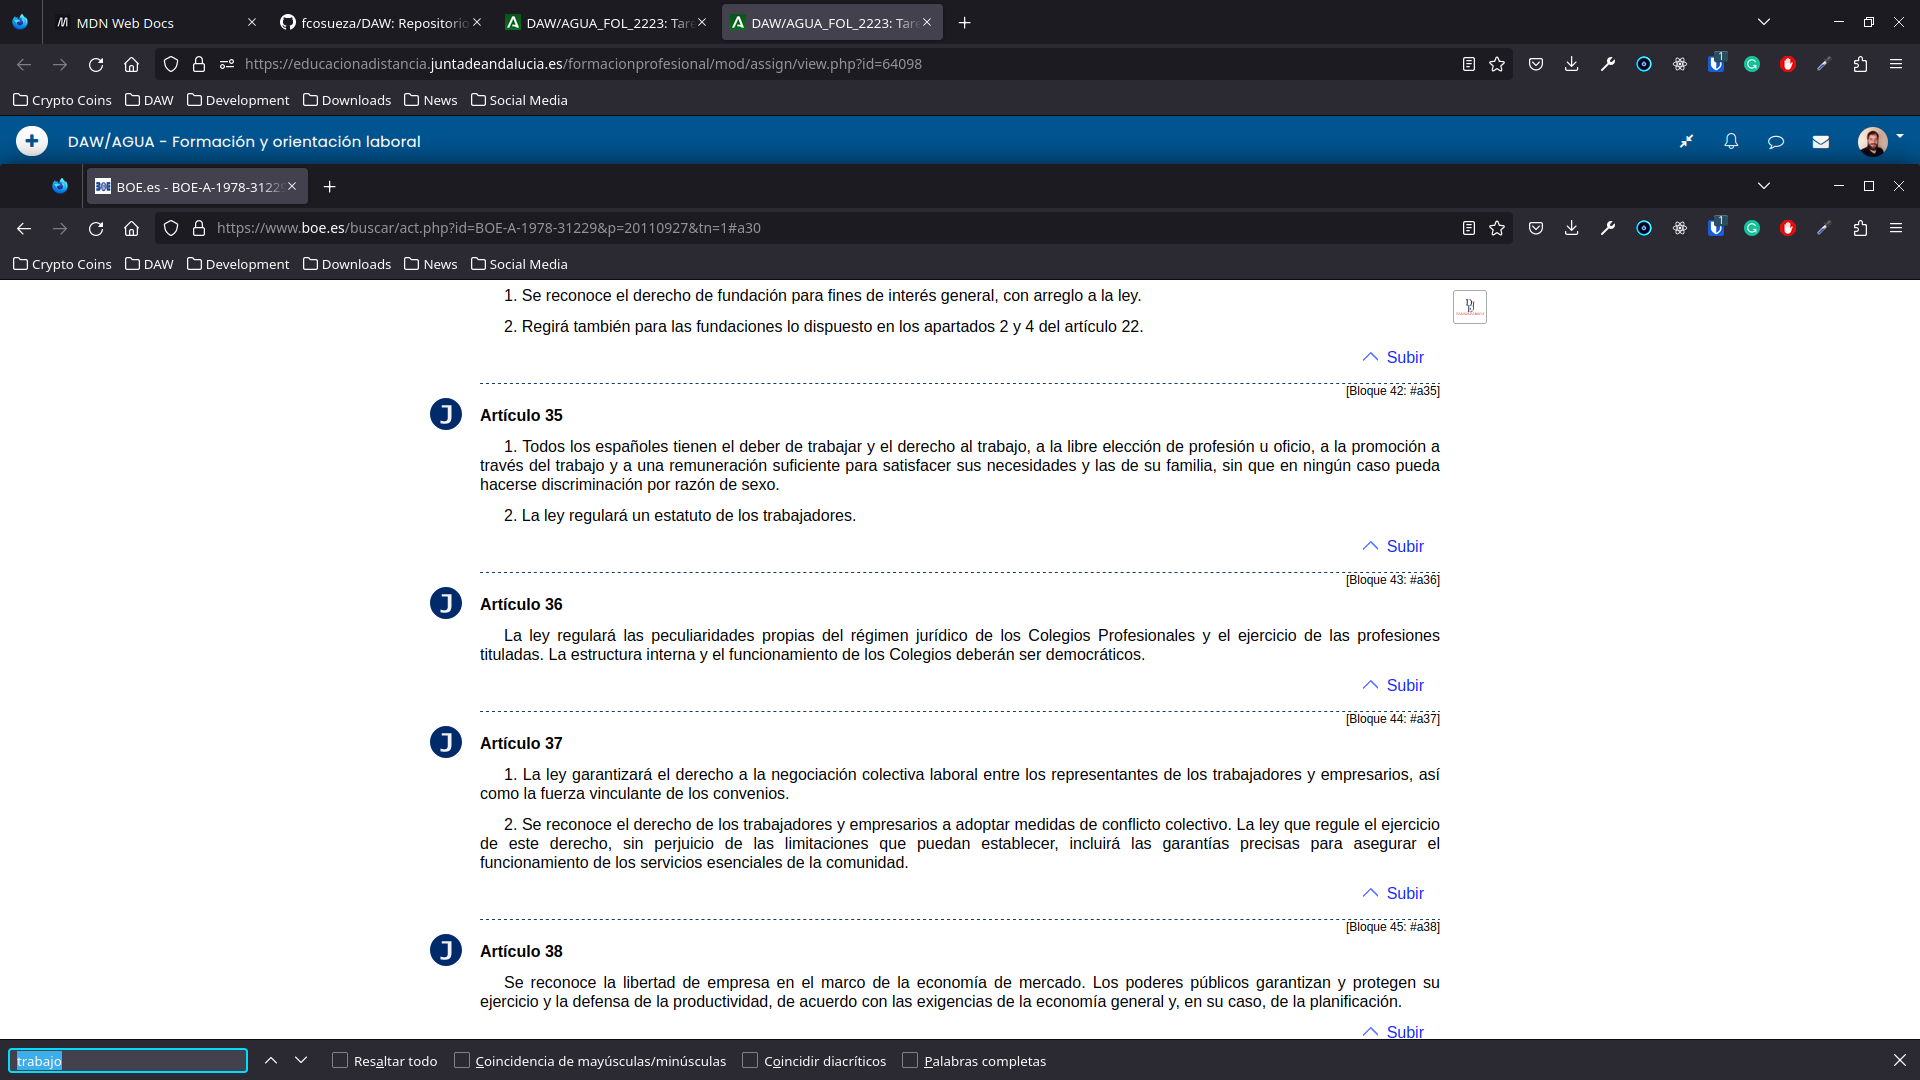 MDN Web Docs
fcosueza/DAW: Repositorio
DAW/AGUA_FOL_2223: Tare
DAW/AGUA_FOL_2223: Tare
https://educacionadistancia.juntadeandalucia.es/formacionprofesional/mod/assign/view.php?id=64098
1
Crypto Coins DAW Development Downloads News Social Media
DAW/AGUA - Formación y orientación laboral
BOE.es - BOE-A-1978-31229
https://www.boe.es/buscar/act.php?id=BOE-A-1978-31229&p=20110927&tn=1#a30
1
Crypto Coins DAW Development Downloads News Social Media
1. Se reconoce el derecho de fundación para fines de interés general, con arreglo a la ley.
2. Regirá también para las fundaciones lo dispuesto en los apartados 2 y 4 del artículo 22.
Subir
[Bloque 42: #a35]
J Artículo 35
1. Todos los españoles tienen el deber de trabajar y el derecho al trabajo, a la libre elección de profesión u oficio, a la promoción a
través del trabajo y a una remuneración suficiente para satisfacer sus necesidades y las de su familia, sin que en ningún caso pueda
hacerse discriminación por razón de sexo.
2. La ley regulará un estatuto de los trabajadores.
Subir
[Bloque 43: #a36]
J Artículo 36
La ley regulará las peculiaridades propias del régimen jurídico de los Colegios Profesionales y el ejercicio de las profesiones
tituladas. La estructura interna y el funcionamiento de los Colegios deberán ser democráticos.
Subir
[Bloque 44: #a37]
J Artículo 37
1. La ley garantizará el derecho a la negociación colectiva laboral entre los representantes de los trabajadores y empresarios, así
como la fuerza vinculante de los convenios.
2. Se reconoce el derecho de los trabajadores y empresarios a adoptar medidas de conflicto colectivo. La ley que regule el ejercicio
de este derecho, sin perjuicio de las limitaciones que puedan establecer, incluirá las garantías precisas para asegurar el
funcionamiento de los servicios esenciales de la comunidad.
Subir
[Bloque 45: #a38]
J Artículo 38
Se reconoce la libertad de empresa en el marco de la economía de mercado. Los poderes públicos garantizan y protegen su
ejercicio y la defensa de la productividad, de acuerdo con las exigencias de la economía general y, en su caso, de la planificación.
Subir
trabajo Resaltar todo Coincidencia de mayúsculas/minúsculas Coincidir diacríticos Palabras completas